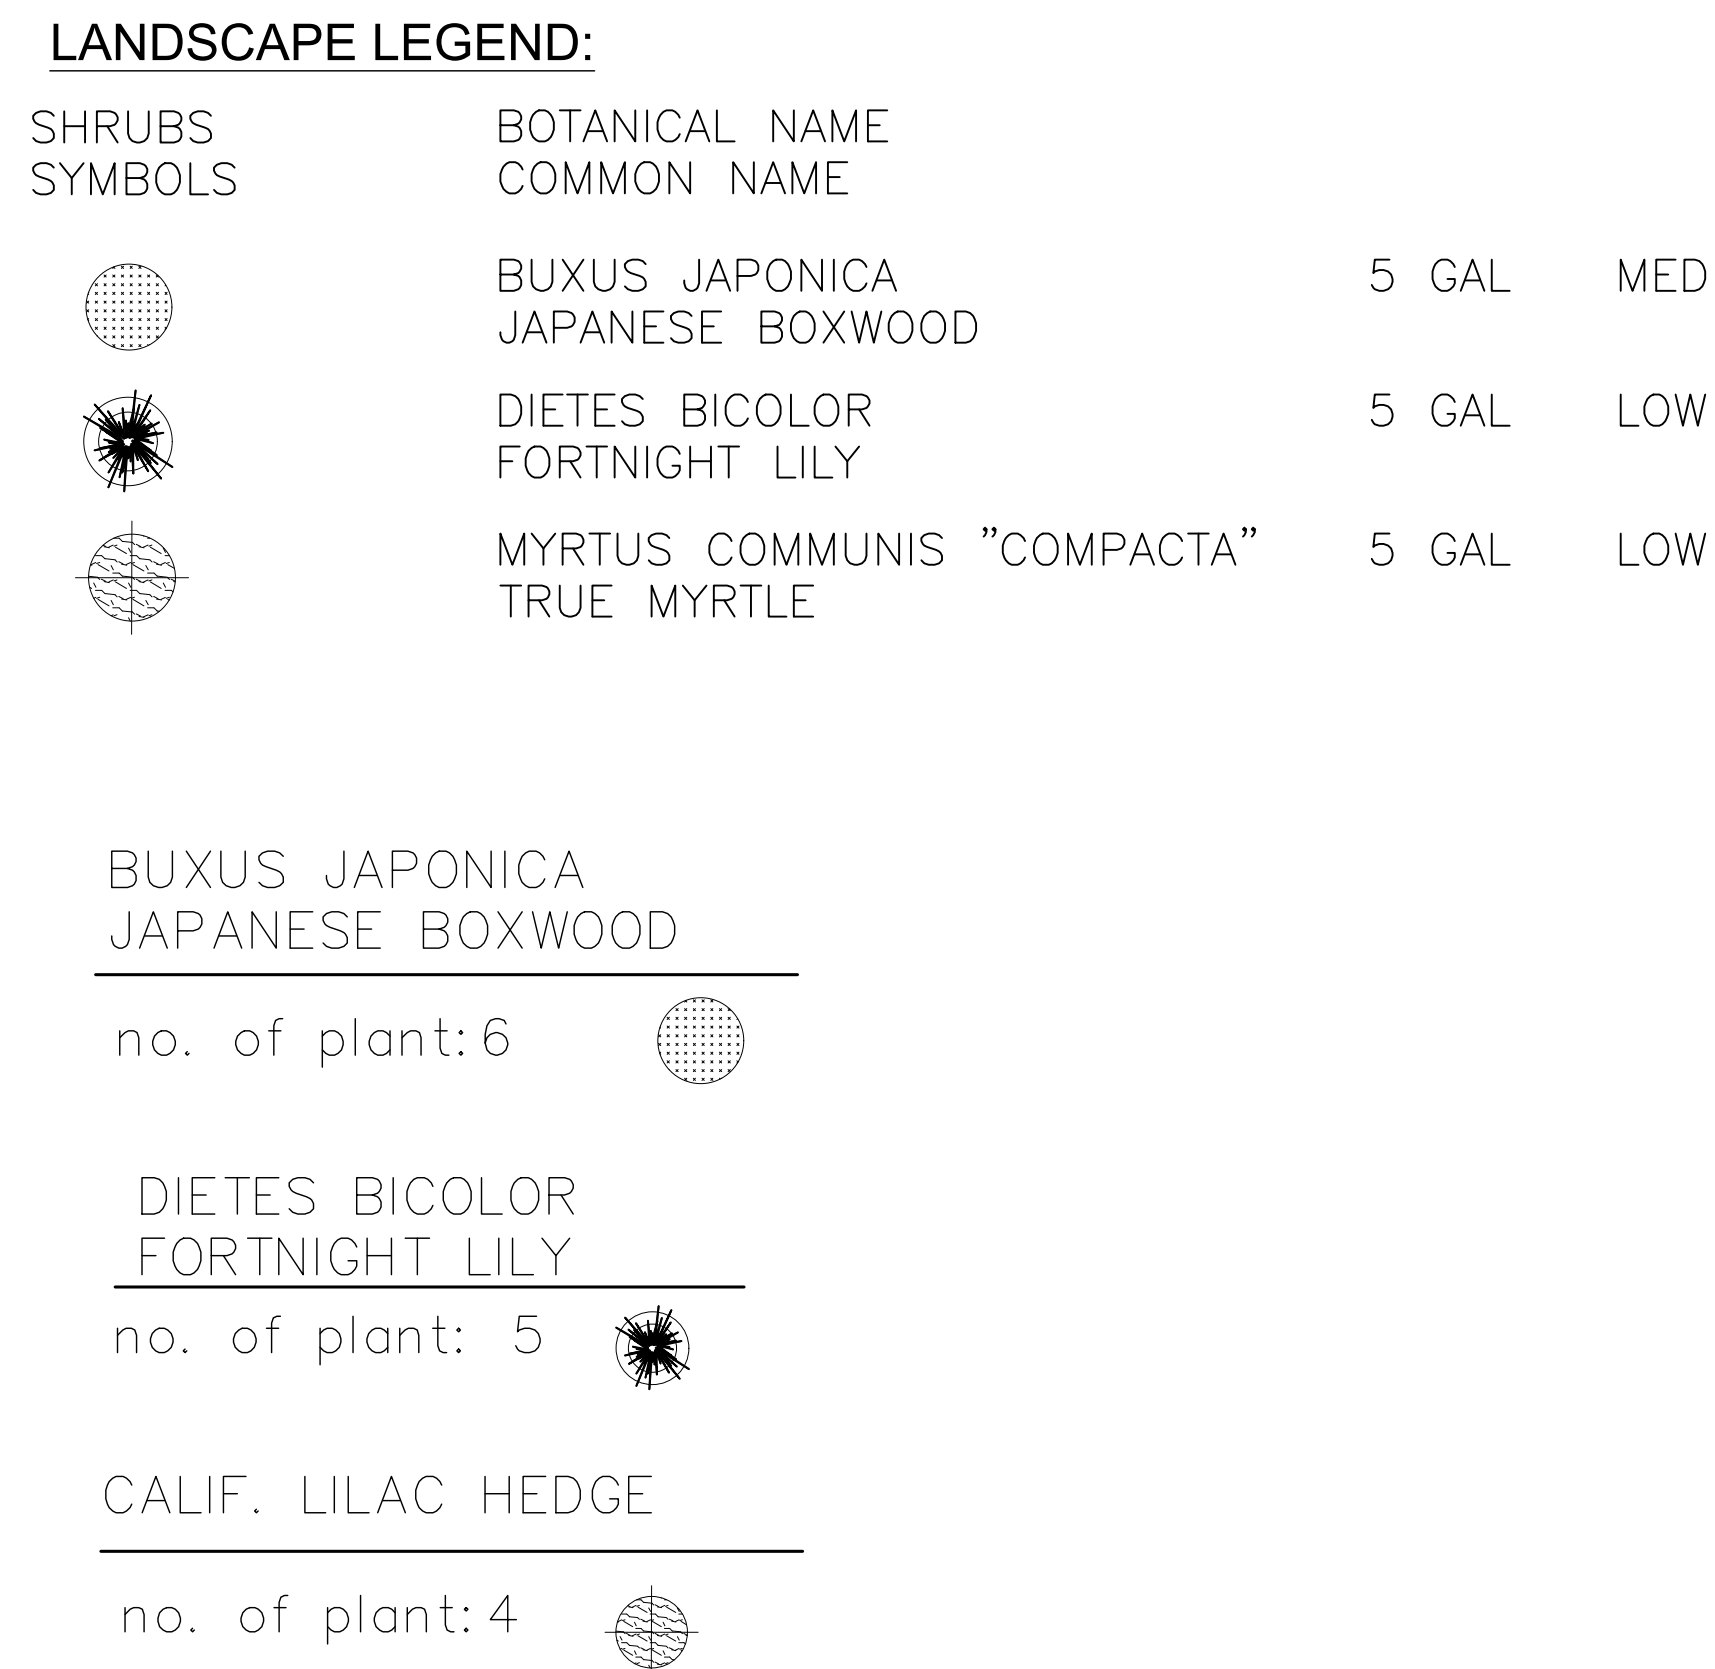 LANDSCAPE LEGEND:
SHRUBS BOTANICAL NAME
SYMBOLS COMMON NAME
BUXUS JAPONICA 5 GAL MED
JAPANESE BOXWOOD
DIETES BICOLOR 5 GAL LOW
FORTNIGHT LILY
MYRTUS COMMUNIS ”COMPACTA” 5 GAL LOW
TRUE MYRTLE
BUXUS JAPONICA
JAPANESE BOXWOOD
no. of plant: 6
DIETES BICOLOR
FORTNIGHT LILY
no. of plant: 5
CALIF. LILAC HEDGE
no. of plant: 4